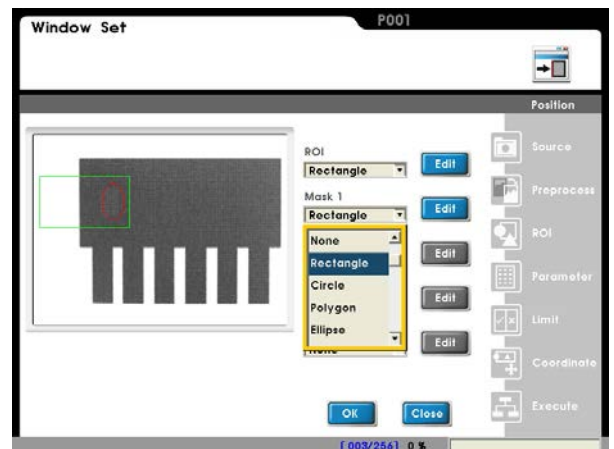 Window Set
P001
Position
ROI
Rectangle
Edit
Mask 1
Rectangle
Edit
None
Rectangle
Circle
Polygon
Ellipse
Edit
Edit
Edit
None
OK
Close
Source
Preprocess
ROI
Parameter
Limit
Coordinate
Execute
[003/256] 0 %